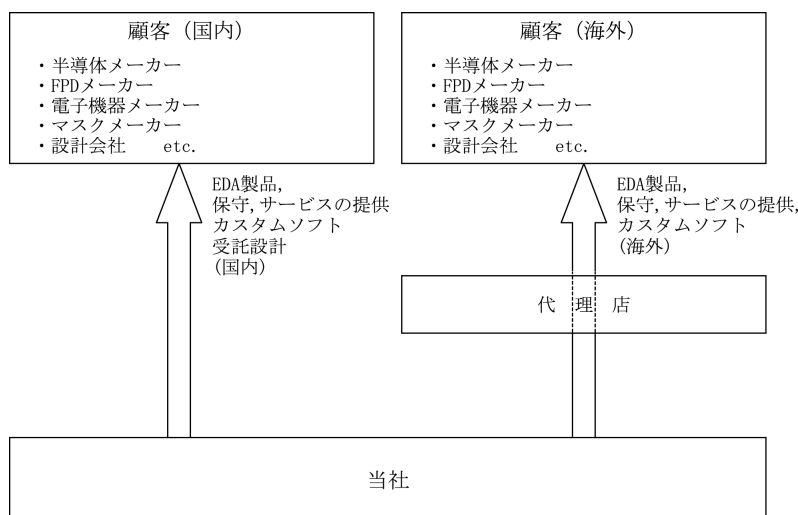 顧客（国内）
・半導体メーカー
・FPDメーカー
・電子機器メーカー
・マスクメーカー
・設計会社　etc.
顧客（海外）
・半導体メーカー
・FPDメーカー
・電子機器メーカー
・マスクメーカー
・設計会社　etc.
EDA製品,
保守,サービスの提供
カスタムソフト
受託設計
(国内)
EDA製品,
保守,サービスの提供,
カスタムソフト
(海外)
代 理 店
当社